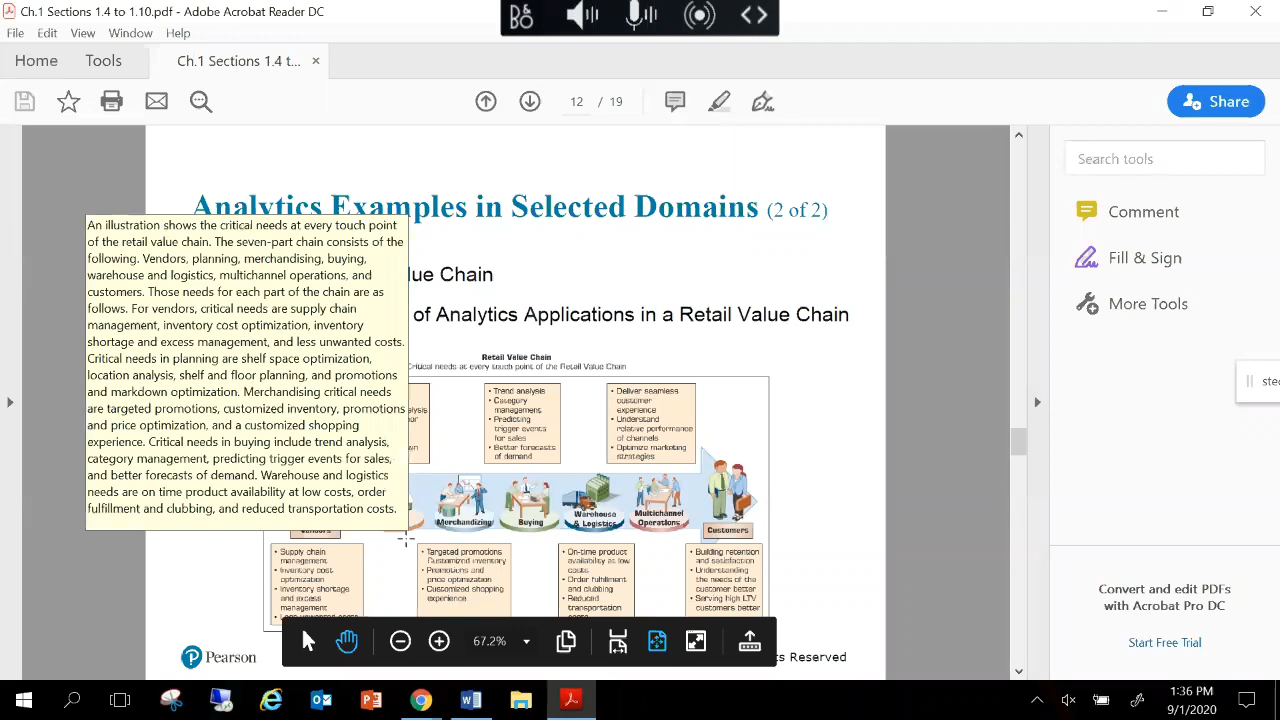 Ch.1 Sections 1.4 to 1.10.pdf - Adobe Acrobat Reader DC
File Edit View Window Help
Home Tools Ch.1 Sections 1.4 t... ×
12 / 19
Share
Search tools
Comment
Fill & Sign
More Tools
Convert and edit PDFs
with Acrobat Pro DC
Start Free Trial
Analytics Examples in Selected Domains (2 of 2)
lue Chain
of Analytics Applications in a Retail Value Chain
An illustration shows the critical needs at every touch point
of the retail value chain. The seven-part chain consists of the
following. Vendors, planning, merchandising, buying,
warehouse and logistics, multichannel operations, and
customers. Those needs for each part of the chain are as
follows. For vendors, critical needs are supply chain
management, inventory cost optimization, inventory
shortage and excess management, and less unwanted costs.
Critical needs in planning are shelf space optimization,
location analysis, shelf and floor planning, and promotions
and markdown optimization. Merchandising critical needs
are targeted promotions, customized inventory, promotions
and price optimization, and a customized shopping
experience. Critical needs in buying include trend analysis,
category management, predicting trigger events for sales,
and better forecasts of demand. Warehouse and logistics
needs are on time product availability at low costs, order
fulfillment and clubbing, and reduced transportation costs.
Retail Value Chain
Critical needs at every touch point of the Retail Value Chain
• Trend analysis
• Category
management
• Predicting
trigger events
for sales
• Better forecasts
of demand
• Deliver seamless
customer
experience
• Understand
relative performance
of channels
• Optimize marketing
strategies
Vendors
Merchandizing
Buying
Warehouse
& Logistics
Multichannel
Operations
Customers
• Supply chain
management
• Inventory cost
optimization
• Inventory shortage
and excess
management
• Less unwanted costs
• Targeted promotions
• Customized inventory
• Promotions and
price optimization
• Customized shopping
experience
• On-time product
availability at low
costs
• Order fulfillment
and clubbing
• Reduced
transportation
costs
• Building retention
and satisfaction
• Understanding
the needs of the
customer better
• Serving high LTV
customers better
Pearson
ts Reserved
67.2%
1:36 PM
9/1/2020